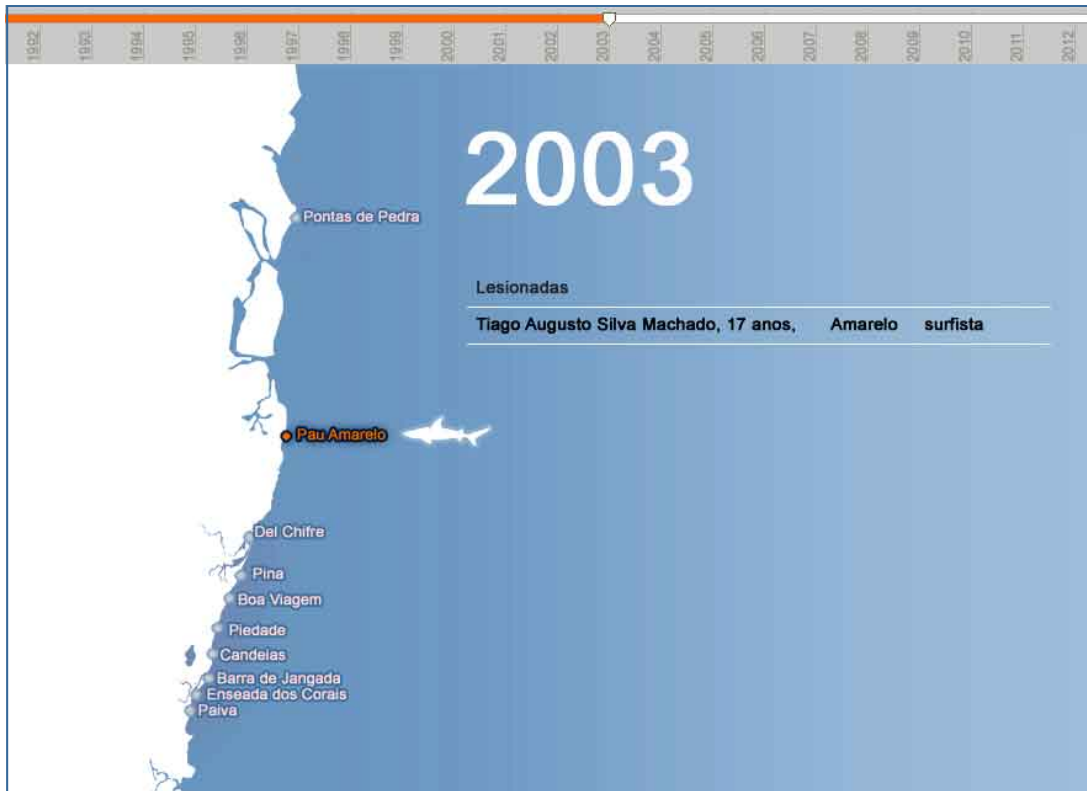 1992 1993 1994 1995 1996 1997 1998 1999 2000 2001 2002 2003 2004 2005 2006 2007 2008 2009 2010 2011 2012
2003
Pontas de Pedra
Lesionadas
Tiago Augusto Silva Machado, 17 anos, Amarelo surfista
Pau Amarelo
Del Chifre
Pina
Boa Viagem
Piedade
Candeias
Barra de Jangada
Enseada dos Corais
Paiva